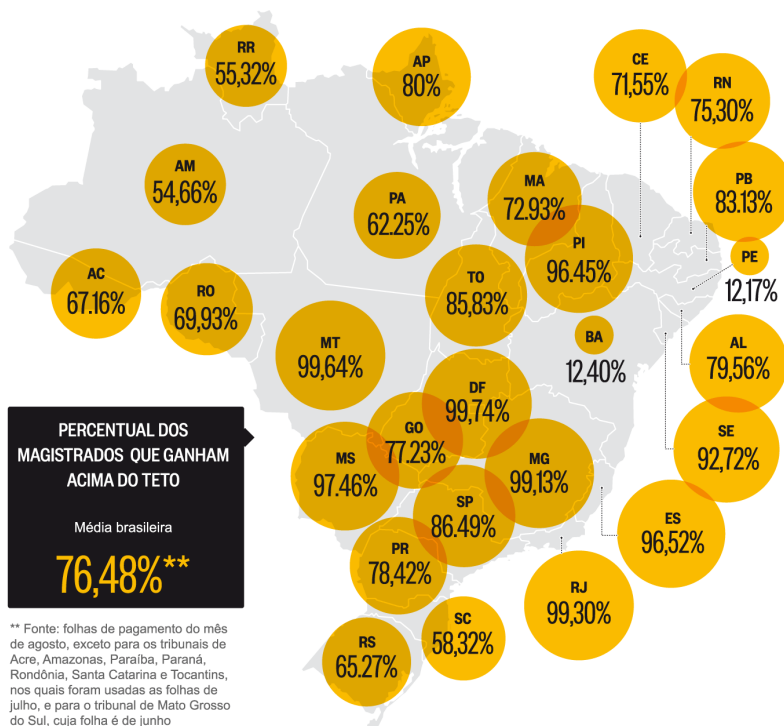 RR
55,32%
AP
80%
CE
71,55%
RN
75,30%
AM
54,66%
PA
62.25%
MA
72.93%
PB
83.13%
PI
96.45%
PE
12,17%
AC
67.16%
RO
69,93%
TO
85,83%
BA
12,40%
MT
99,64%
AL
79,56%
DF
99,74%
GO
77.23%
SE
92,72%
MS
97.46%
MG
99,13%
SP
86.49%
ES
96,52%
PR
78,42%
RJ
99,30%
SC
58,32%
RS
65.27%
PERCENTUAL DOS
MAGISTRADOS QUE GANHAM
ACIMA DO TETO
Média brasileira
76,48%**
** Fonte: folhas de pagamento do mês
de agosto, exceto para os tribunais de
Acre, Amazonas, Paraíba, Paraná,
Rondônia, Santa Catarina e Tocantins,
nos quais foram usadas as folhas de
julho, e para o tribunal de Mato Grosso
do Sul, cuja folha é de junho